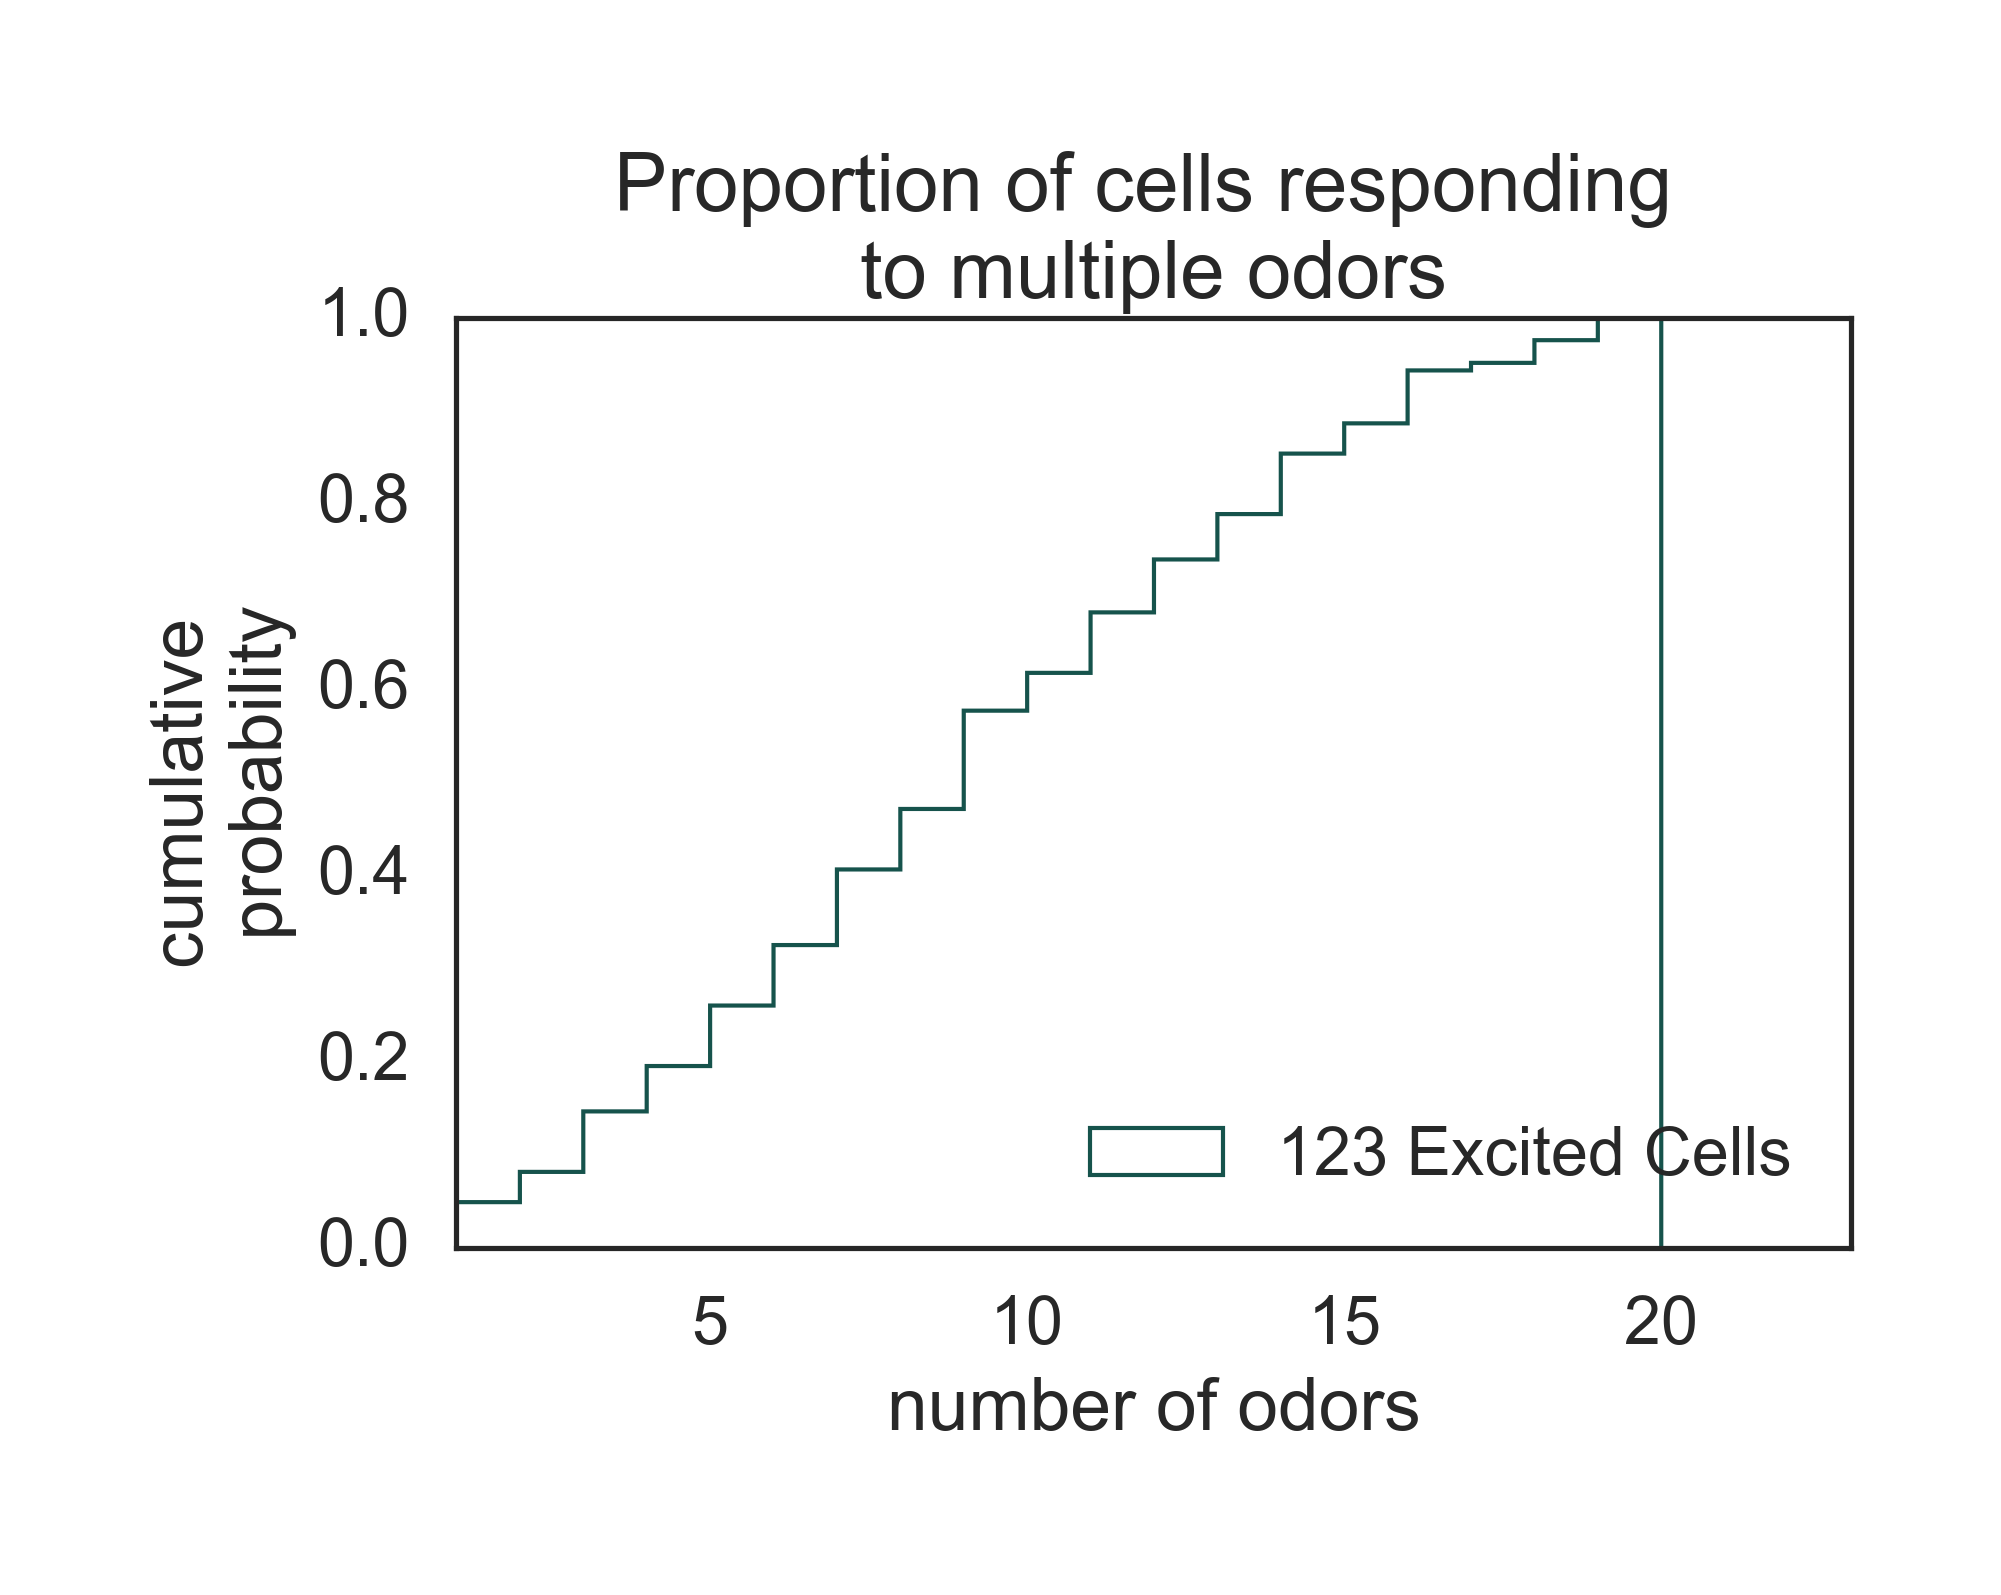 Proportion of cells responding
to multiple odors
1.0
0.8
0.6
0.4
0.2
0.0
cumulative
probability
123 Excited Cells
5 10 15 20
number of odors